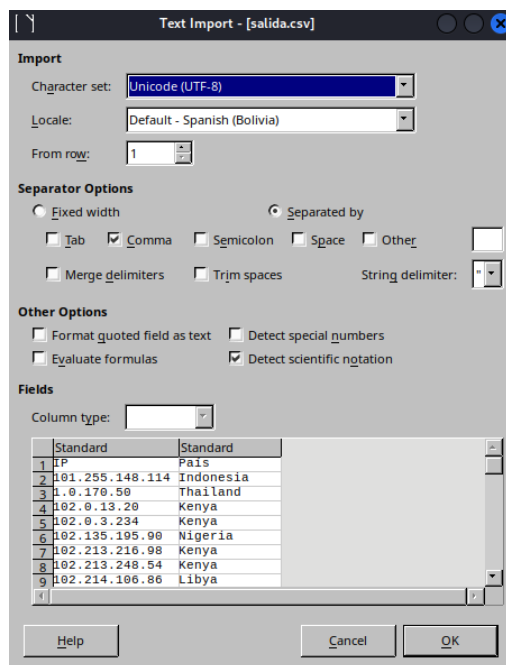 Text Import - [salida.csv]
Import
Character set: Unicode (UTF-8)
Locale: Default - Spanish (Bolivia)
From row: 1
Separator Options
Fixed width Separated by
Tab Comma Semicolon Space Other
Merge delimiters Trim spaces String delimiter: "
Other Options
Format quoted field as text Detect special numbers
Evaluate formulas Detect scientific notation
Fields
Column type:
Standard Standard
1 IP País
2 101.255.148.114 Indonesia
3 1.0.170.50 Thailand
4 102.0.13.20 Kenya
5 102.0.3.234 Kenya
6 102.135.195.90 Nigeria
7 102.213.216.98 Kenya
8 102.213.248.54 Kenya
9 102.214.106.86 Libya
Help Cancel OK